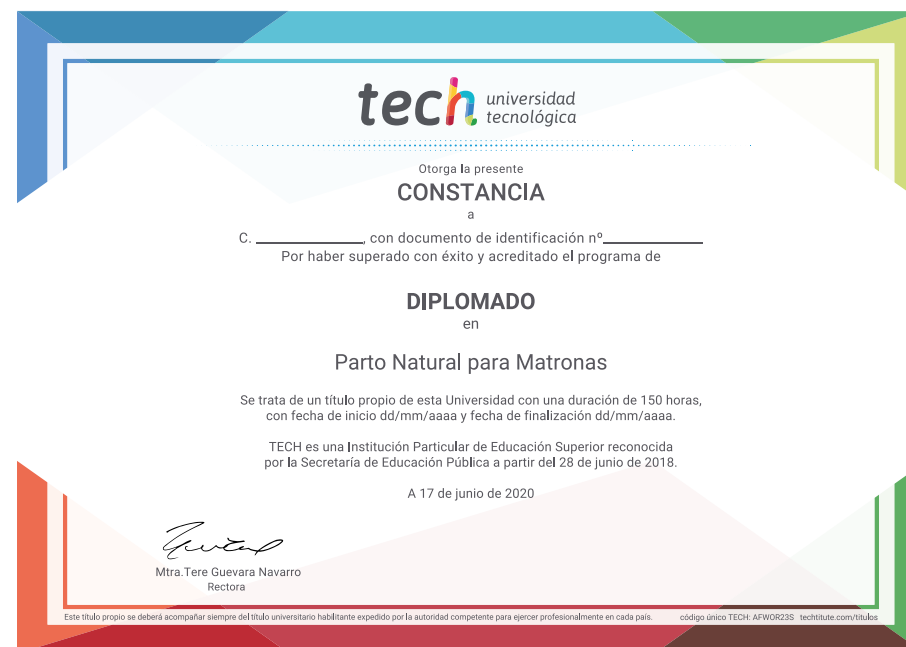 tech universidad
tecnológica
Otorga la presente
CONSTANCIA
a
C. ______________, con documento de identificación nº_____________
Por haber superado con éxito y acreditado el programa de
DIPLOMADO
en
Parto Natural para Matronas
Se trata de un título propio de esta Universidad con una duración de 150 horas,
con fecha de inicio dd/mm/aaaa y fecha de finalización dd/mm/aaaa.
TECH es una Institución Particular de Educación Superior reconocida
por la Secretaría de Educación Pública a partir del 28 de junio de 2018.
A 17 de junio de 2020
Mtra.Tere Guevara Navarro
Rectora
Este título propio se deberá acompañar siempre del título universitario habilitante expedido por la autoridad competente para ejercer profesionalmente en cada país. código único TECH: AFWOR23S techtitute.com/titulos